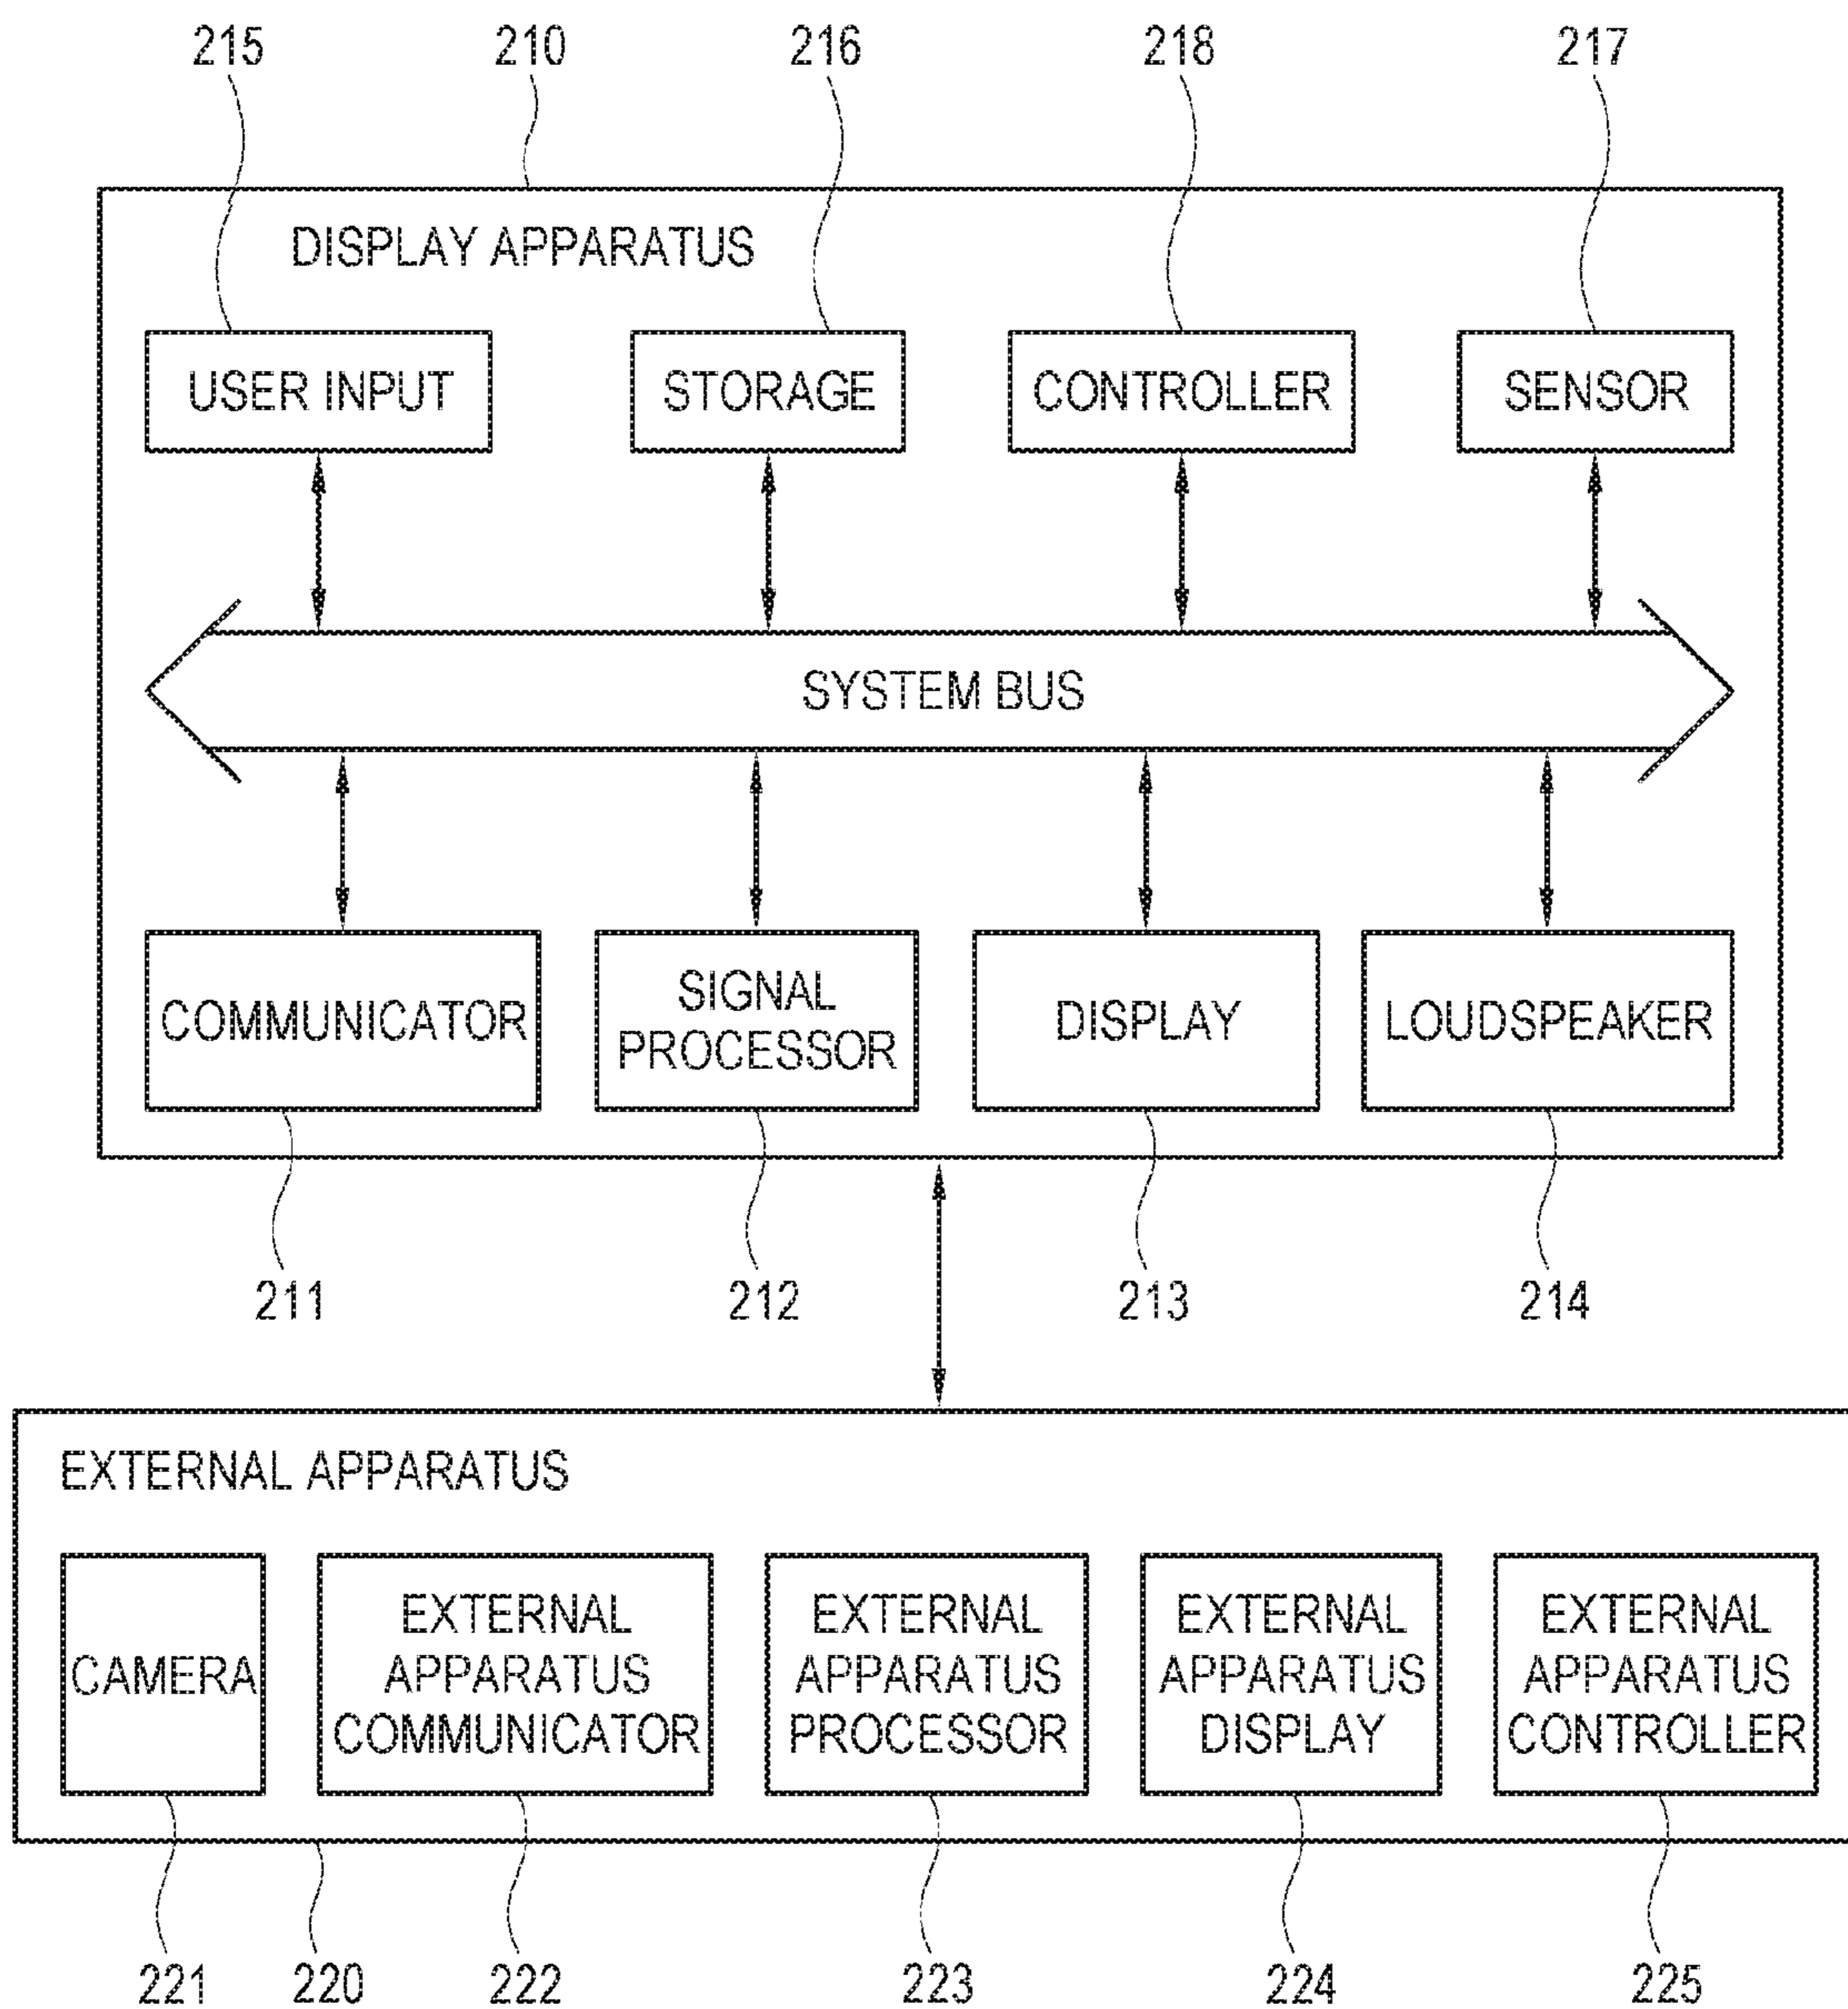 215 210 216 218 217
DISPLAY APPARATUS
USER INPUT STORAGE CONTROLLER SENSOR
SYSTEM BUS
COMMUNICATOR
SIGNAL
PROCESSOR
DISPLAY
LOUDSPEAKER
211 212 213 214
EXTERNAL APPARATUS
CAMERA
EXTERNAL
APPARATUS
COMMUNICATOR
EXTERNAL
APPARATUS
PROCESSOR
EXTERNAL
APPARATUS
DISPLAY
EXTERNAL
APPARATUS
CONTROLLER
221 220 222 223 224 225